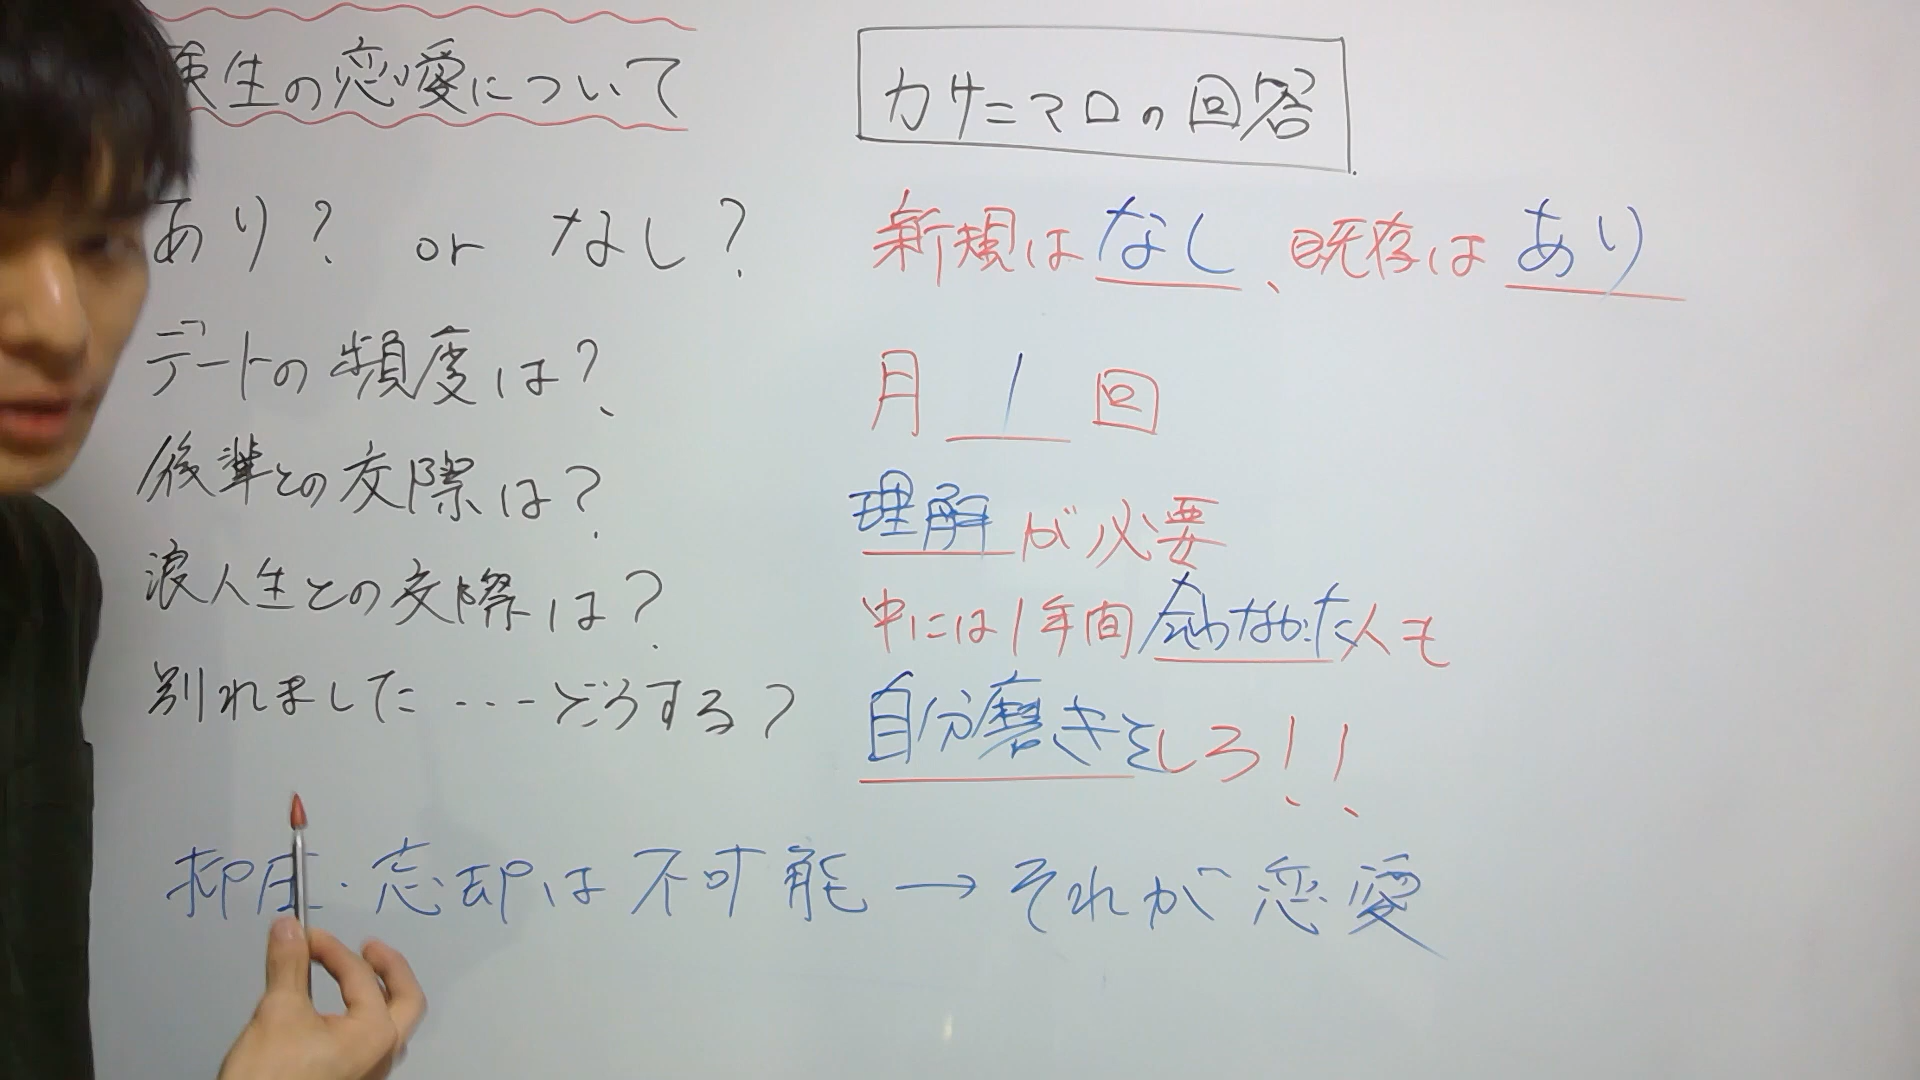 験生の恋愛について
あり? or なし?
デートの頻度は?
後輩との交際は?
浪人生との交際は?
別れました・・・どうする?
カサニマロの回答
新規は なし、既存は あり
月 1 回
理解が必要
中には1年間会わなかった人も
自分磨きをしろ!!
抑圧・忘却は不可能→それが恋愛